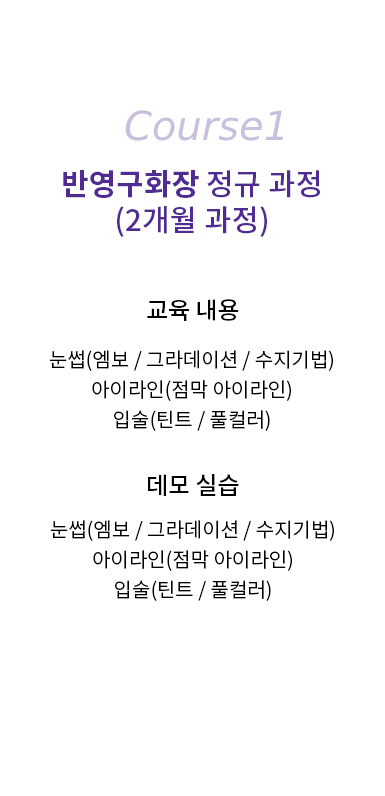 Course1
반영구화장 정규 과정
(2개월 과정)
교육 내용
눈썹(엠보 / 그라데이션 / 수지기법)
아이라인(점막 아이라인)
입술(틴트 / 풀컬러)
데모 실습
눈썹(엠보 / 그라데이션 / 수지기법)
아이라인(점막 아이라인)
입술(틴트 / 풀컬러)